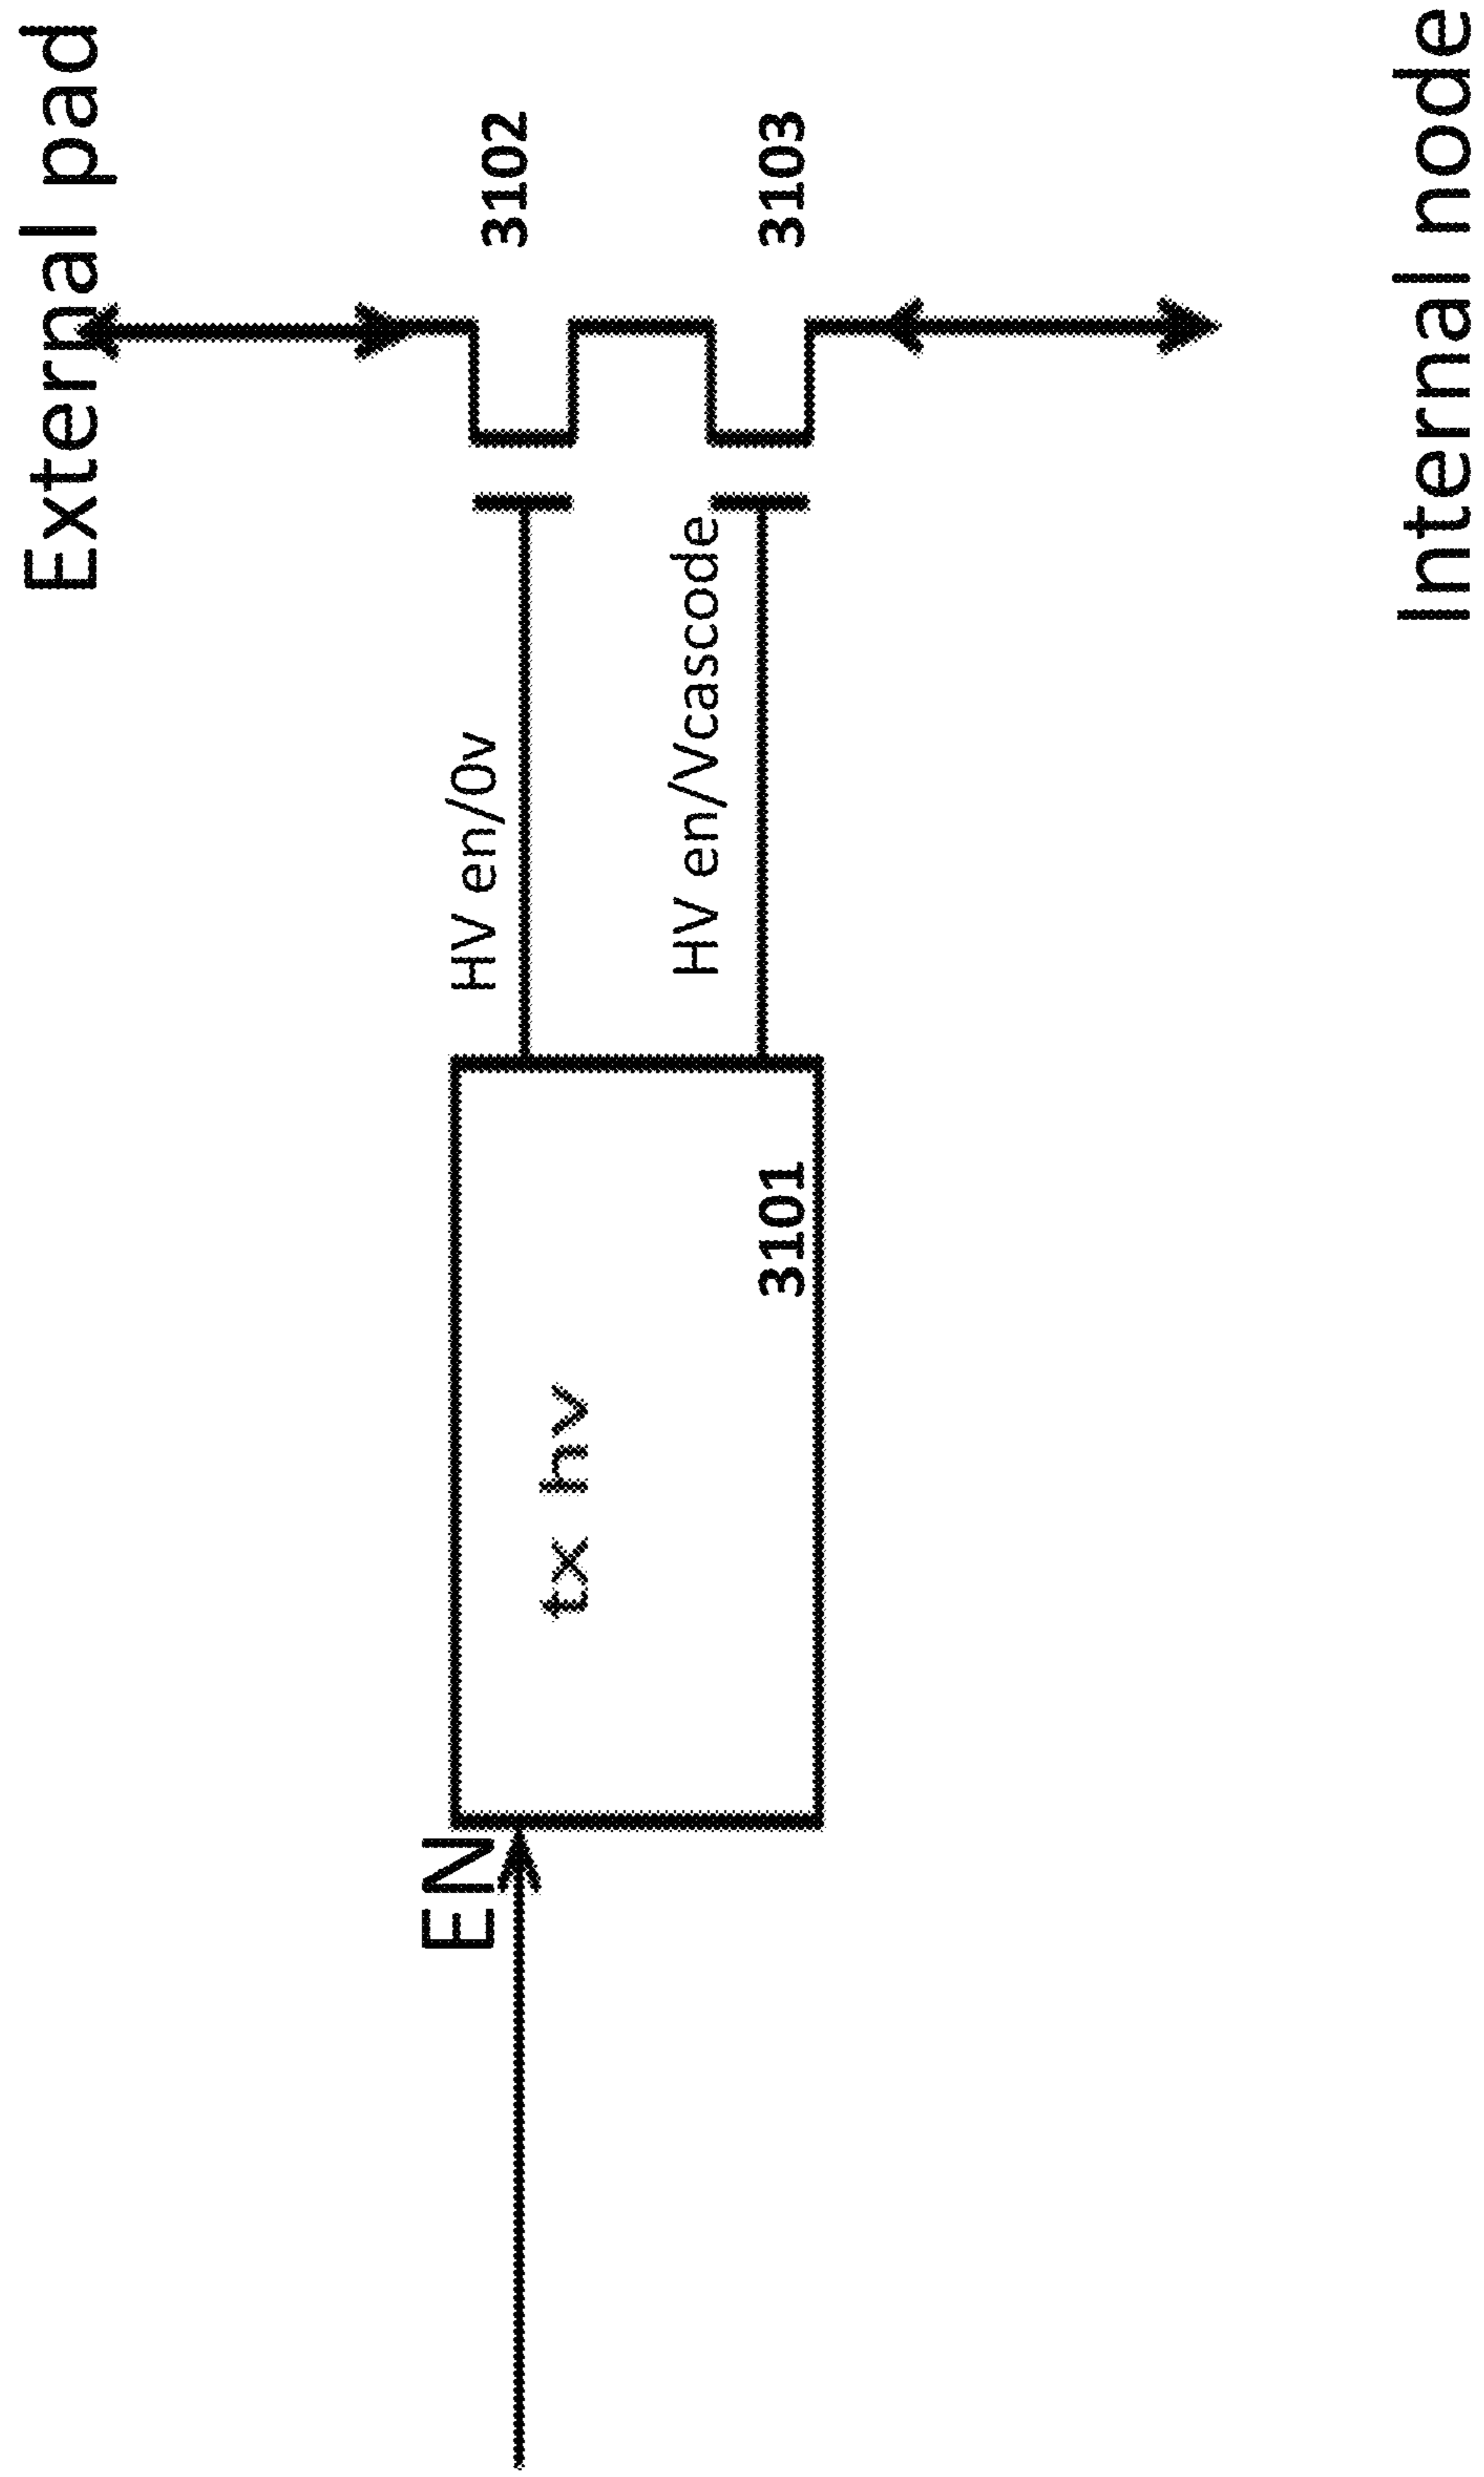 External pad
3102
3103
HV en/0v
HV en/Vcascode
Internal node
tx hv
3101
EN